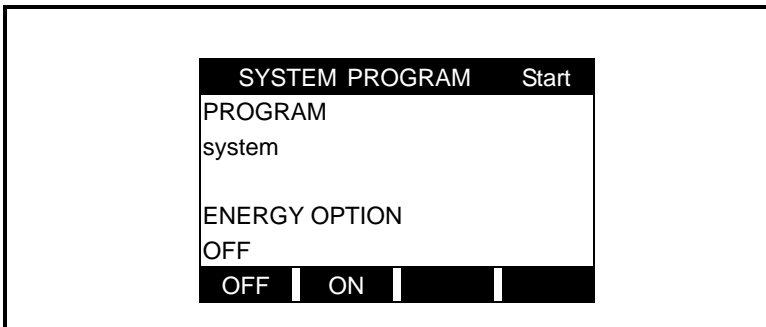 SYSTEM PROGRAM Start
PROGRAM
system
ENERGY OPTION
OFF
OFF ON